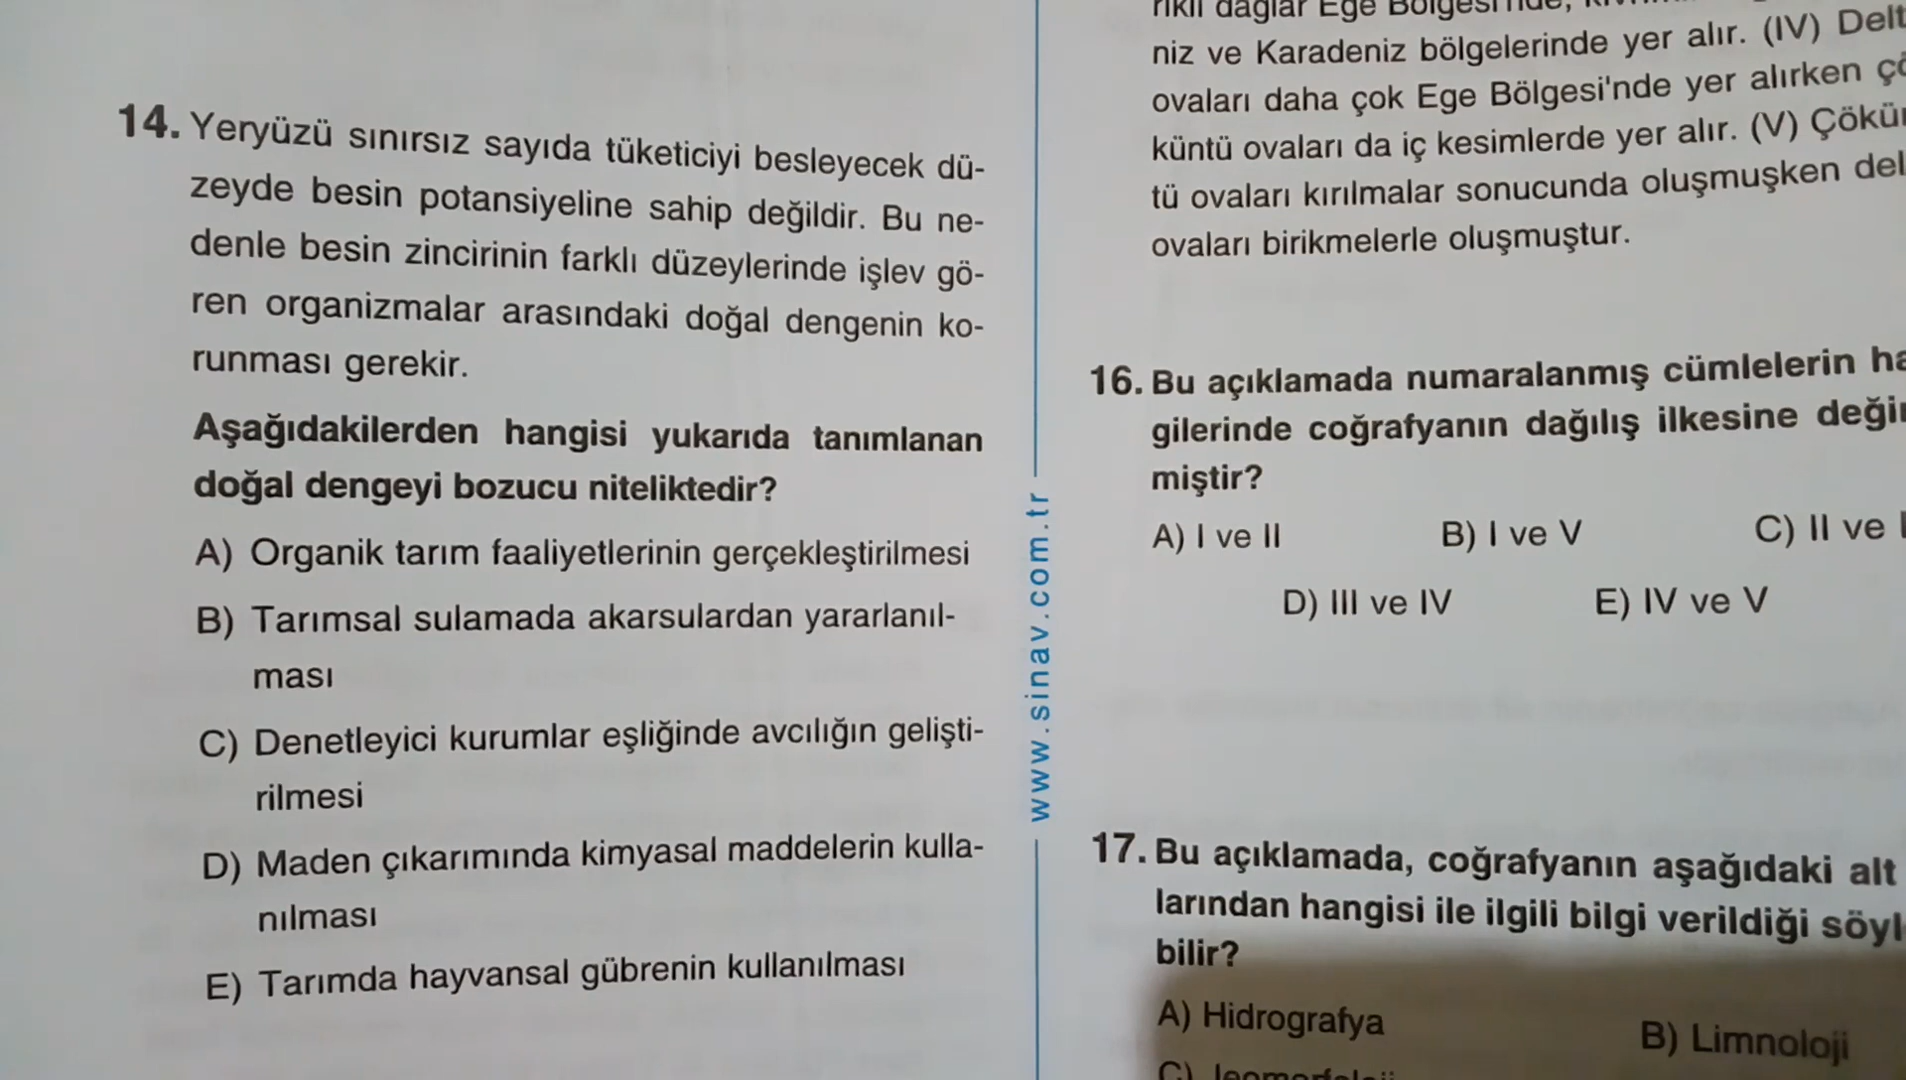 14. Yeryüzü sınırsız sayıda tüketiciyi besleyecek dü-
zeyde besin potansiyeline sahip değildir. Bu ne-
denle besin zincirinin farklı düzeylerinde işlev gö-
ren organizmalar arasındaki doğal dengenin ko-
runması gerekir.
Aşağıdakilerden hangisi yukarıda tanımlanan
doğal dengeyi bozucu niteliktedir?
A) Organik tarım faaliyetlerinin gerçekleştirilmesi
B) Tarımsal sulamada akarsulardan yararlanıl-
ması
C) Denetleyici kurumlar eşliğinde avcılığın gelişti-
rilmesi
D) Maden çıkarımında kimyasal maddelerin kulla-
nılması
E) Tarımda hayvansal gübrenin kullanılması
www.sinav.com.tr
dağlar Ege
niz ve Karadeniz bölgelerinde yer alır. (IV) Delt
ovaları daha çok Ege Bölgesi'nde yer alırken çö
küntü ovaları da iç kesimlerde yer alır. (V) Çökü
tü ovaları kırılmalar sonucunda oluşmuşken del
ovaları birikmelerle oluşmuştur.
16. Bu açıklamada numaralanmış cümlelerin ha
gilerinde coğrafyanın dağılış ilkesine deği
miştir?
A) I ve II B) I ve V C) II ve
D) III ve IV E) IV ve V
17. Bu açıklamada, coğrafyanın aşağıdaki alt
larından hangisi ile ilgili bilgi verildiği söyl
bilir?
A) Hidrografya B) Limnoloji
C)